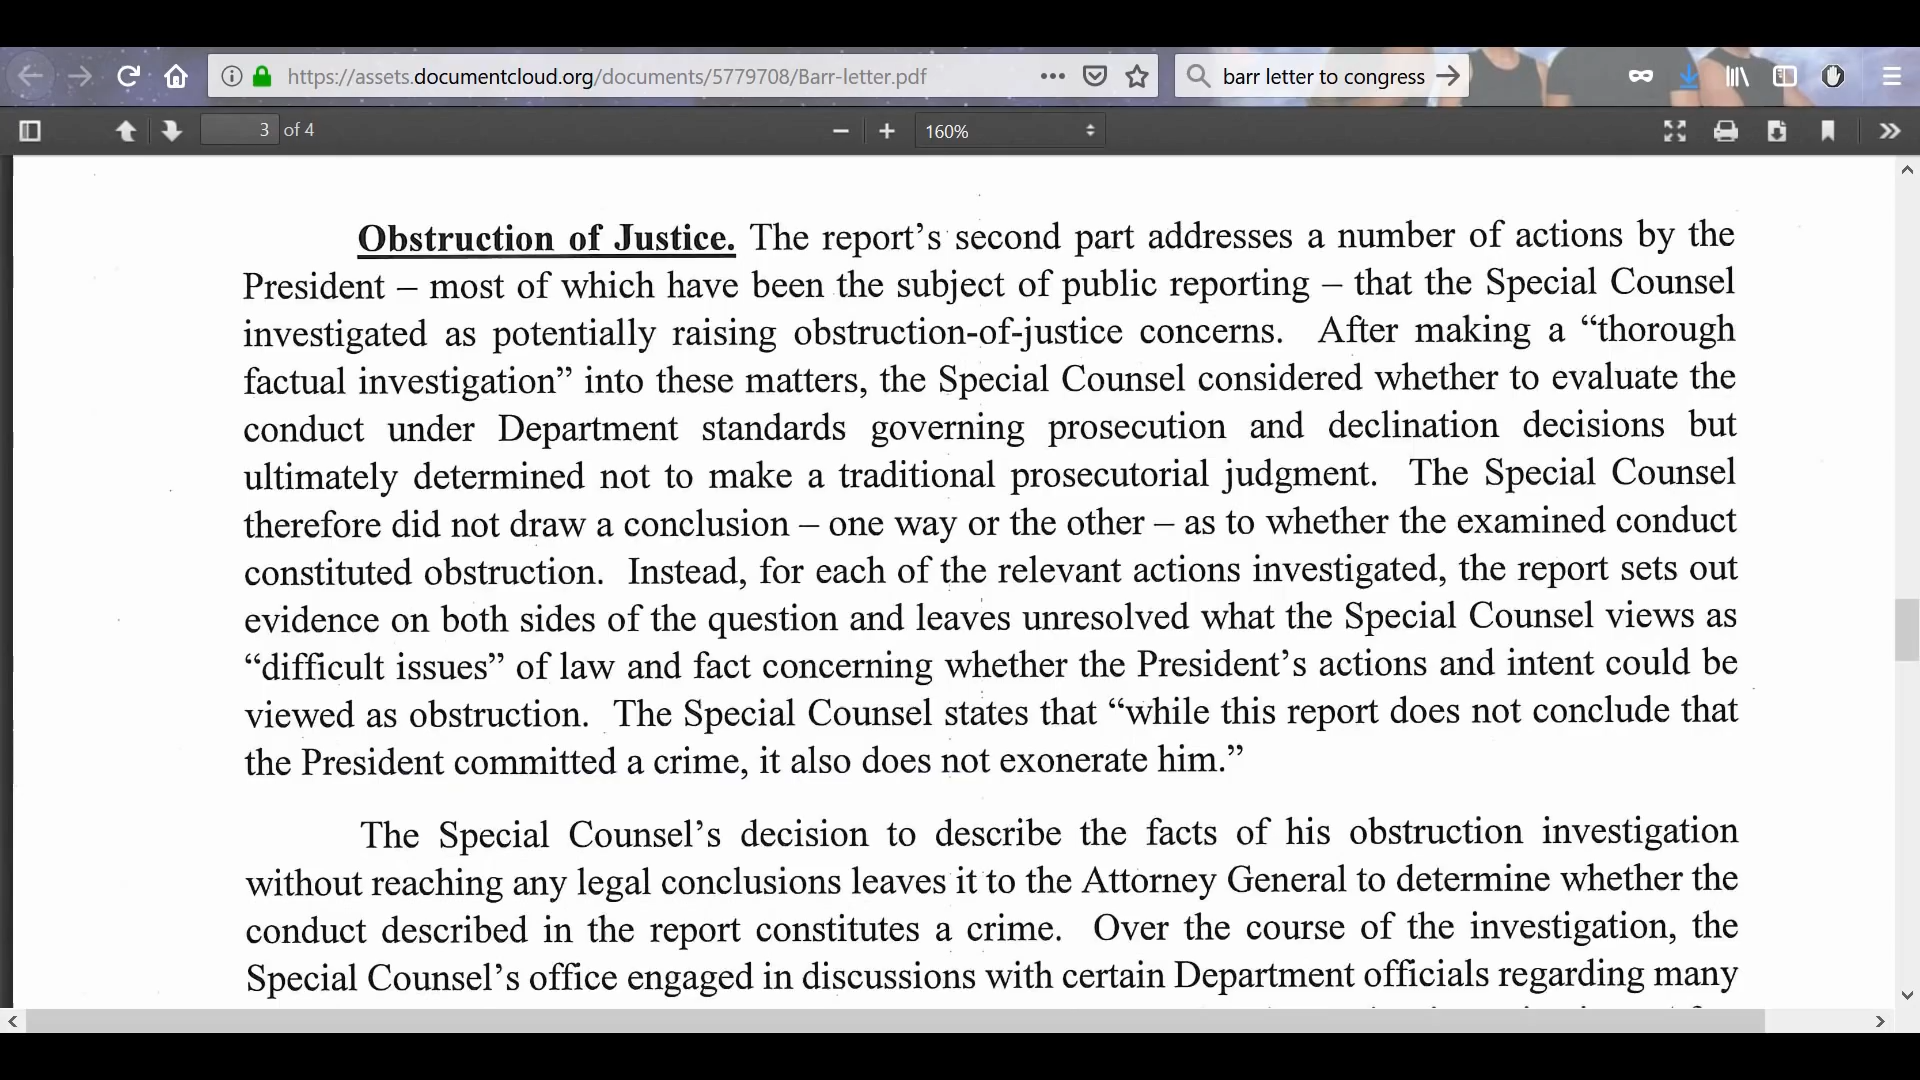 https://assets.documentcloud.org/documents/5779708/Barr-letter.pdf
barr letter to congress
3 of 4
160%
Obstruction of Justice. The report’s second part addresses a number of actions by the
President – most of which have been the subject of public reporting – that the Special Counsel
investigated as potentially raising obstruction-of-justice concerns. After making a “thorough
factual investigation” into these matters, the Special Counsel considered whether to evaluate the
conduct under Department standards governing prosecution and declination decisions but
ultimately determined not to make a traditional prosecutorial judgment. The Special Counsel
therefore did not draw a conclusion – one way or the other – as to whether the examined conduct
constituted obstruction. Instead, for each of the relevant actions investigated, the report sets out
evidence on both sides of the question and leaves unresolved what the Special Counsel views as
“difficult issues” of law and fact concerning whether the President’s actions and intent could be
viewed as obstruction. The Special Counsel states that “while this report does not conclude that
the President committed a crime, it also does not exonerate him.”
The Special Counsel’s decision to describe the facts of his obstruction investigation
without reaching any legal conclusions leaves it to the Attorney General to determine whether the
conduct described in the report constitutes a crime. Over the course of the investigation, the
Special Counsel’s office engaged in discussions with certain Department officials regarding many